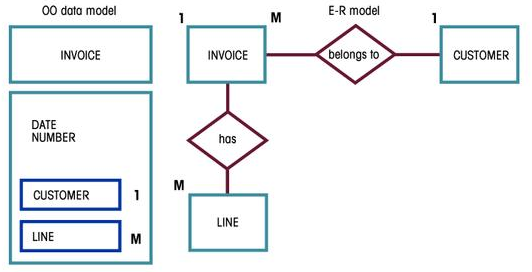 OO data model
E-R model
1
M
1
INVOICE
INVOICE
belongs to
CUSTOMER
DATE
NUMBER
has
CUSTOMER
1
M
LINE
M
LINE